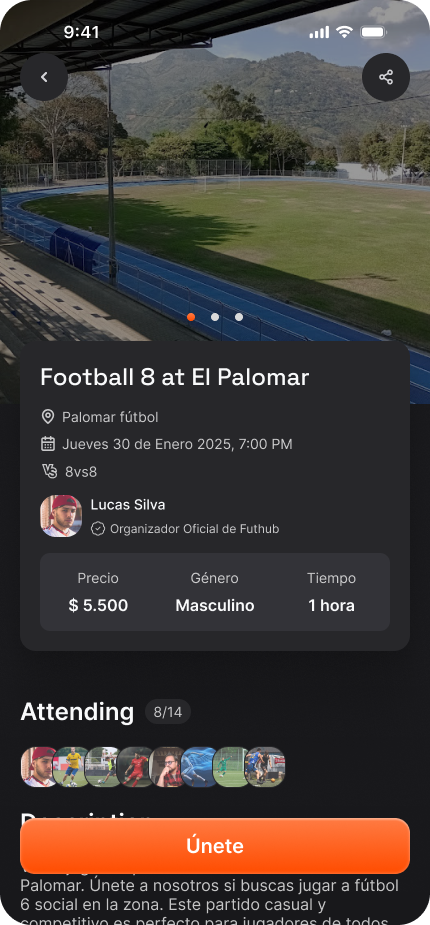 9:41
Football 8 at El Palomar
Palomar fútbol
Jueves 30 de Enero 2025, 7:00 PM
8vs8
Lucas Silva
Organizador Oficial de Futhub
Precio Género Tiempo
$ 5.500 Masculino 1 hora
Attending 8/14
Description
Únete
Palomar. Únete a nosotros si buscas jugar a fútbol
6 social en la zona. Este partido casual y
competitivo es perfecto para jugadores de todos